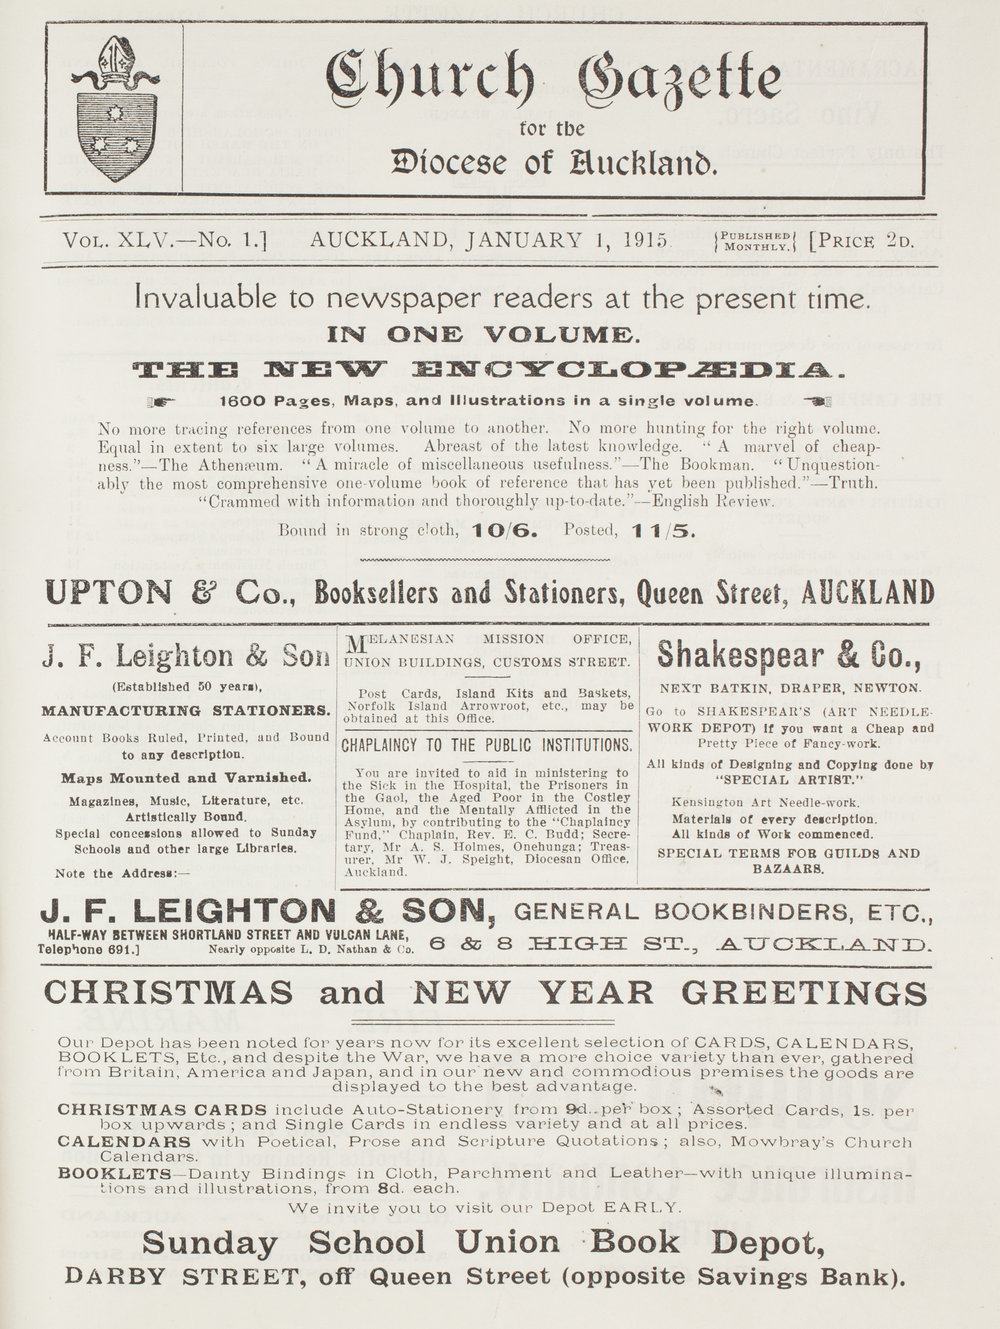 Church Gazette
for the
Diocese of Auckland.
VOL. XLV.—No. 1.] AUCKLAND, JANUARY 1, 1915 {PUBLISHED MONTHLY.} [PRICE 2D.
Invaluable to newspaper readers at the present time.
IN ONE VOLUME.
THE NEW ENCYCLOPÆDIA.
1600 Pages, Maps, and Illustrations in a single volume.
No more tracing references from one volume to another. No more hunting for the right volume.
Equal in extent to six large volumes. Abreast of the latest knowledge. "A marvel of cheap-
ness."—The Athenæum. "A miracle of miscellaneous usefulness."—The Bookman. "Unquestion-
ably the most comprehensive one-volume book of reference that has yet been published."—Truth.
"Crammed with information and thoroughly up-to-date."—English Review.
Bound in strong cloth, 10/6. Posted, 11/5.
UPTON & Co., Booksellers and Stationers, Queen Street, AUCKLAND
J. F. Leighton & Son
(Established 50 years),
MANUFACTURING STATIONERS.
Account Books Ruled, Printed, and Bound
to any description.
Maps Mounted and Varnished.
Magazines, Music, Literature, etc.
Artistically Bound.
Special concessions allowed to Sunday
Schools and other large Libraries.
Note the Address:—
MELANESIAN MISSION OFFICE,
UNION BUILDINGS, CUSTOMS STREET.
Post Cards, Island Kits and Baskets,
Norfolk Island Arrowroot, etc., may be
obtained at this Office.
CHAPLAINCY TO THE PUBLIC INSTITUTIONS.
You are invited to aid in ministering to
the Sick in the Hospital, the Prisoners in
the Gaol, the Aged Poor in the Costley
Home, and the Mentally Afflicted in the
Asylum, by contributing to the "Chaplaincy
Fund," Chaplain, Rev. E. C. Budd; Secre-
tary, Mr A. S. Holmes, Onehunga; Treas-
urer, Mr W. J. Speight, Diocesan Office,
Auckland.
Shakespear & Co.,
NEXT BATKIN, DRAPER, NEWTON.
Go to SHAKESPEAR'S (ART NEEDLE-
WORK DEPOT) if you want a Cheap and
Pretty Piece of Fancy-work.
All kinds of Designing and Copying done by
"SPECIAL ARTIST."
Kensington Art Needle-work.
Materials of every description.
All kinds of Work commenced.
SPECIAL TERMS FOR GUILDS AND
BAZAARS.
J. F. LEIGHTON & SON, GENERAL BOOKBINDERS, ETC.,
HALF-WAY BETWEEN SHORTLAND STREET AND VULCAN LANE,
Telephone 691.] Nearly opposite L. D. Nathan & Co.
6 & 8 HIGH ST., AUCKLAND.
CHRISTMAS and NEW YEAR GREETINGS
Our Depot has been noted for years now for its excellent selection of CARDS, CALENDARS,
BOOKLETS, Etc., and despite the War, we have a more choice variety than ever, gathered
from Britain, America and Japan, and in our new and commodious premises the goods are
displayed to the best advantage.
CHRISTMAS CARDS include Auto-Stationery from 9d. per box; Assorted Cards, 1s. per
box upwards; and Single Cards in endless variety and at all prices.
CALENDARS with Poetical, Prose and Scripture Quotations; also, Mowbray's Church
Calendars.
BOOKLETS—Dainty Bindings in Cloth, Parchment and Leather—with unique illumina-
tions and illustrations, from 8d. each.
We invite you to visit our Depot EARLY.
Sunday School Union Book Depot,
DARBY STREET, off Queen Street (opposite Savings Bank).